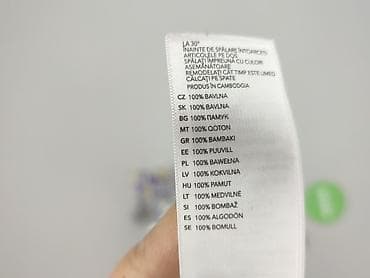 LA 30°
ÎNAINTE DE SPĂLARE ÎNTOARCEȚI
ARTICOLELE PE DOS
SPĂLAȚI ÎMPREUNĂ CU CULORI
ASEMĂNĂTOARE
REMODELAȚI CÂT TIMP ESTE UMED
CĂLCAȚI PE SPATE
PRODUS ÎN CAMBODGIA
CZ 100% BAVLNA
SK 100% BAVLNA
BG 100% ПАМУК
MT 100% QOTON
GR 100% BAMBAKI
EE 100% PUUVILL
PL 100% BAWEŁNA
LV 100% KOKVILNA
HU 100% PAMUT
LT 100% MEDVILNĖ
SI 100% BOMBAŽ
ES 100% ALGODÓN
SE 100% BOMULL